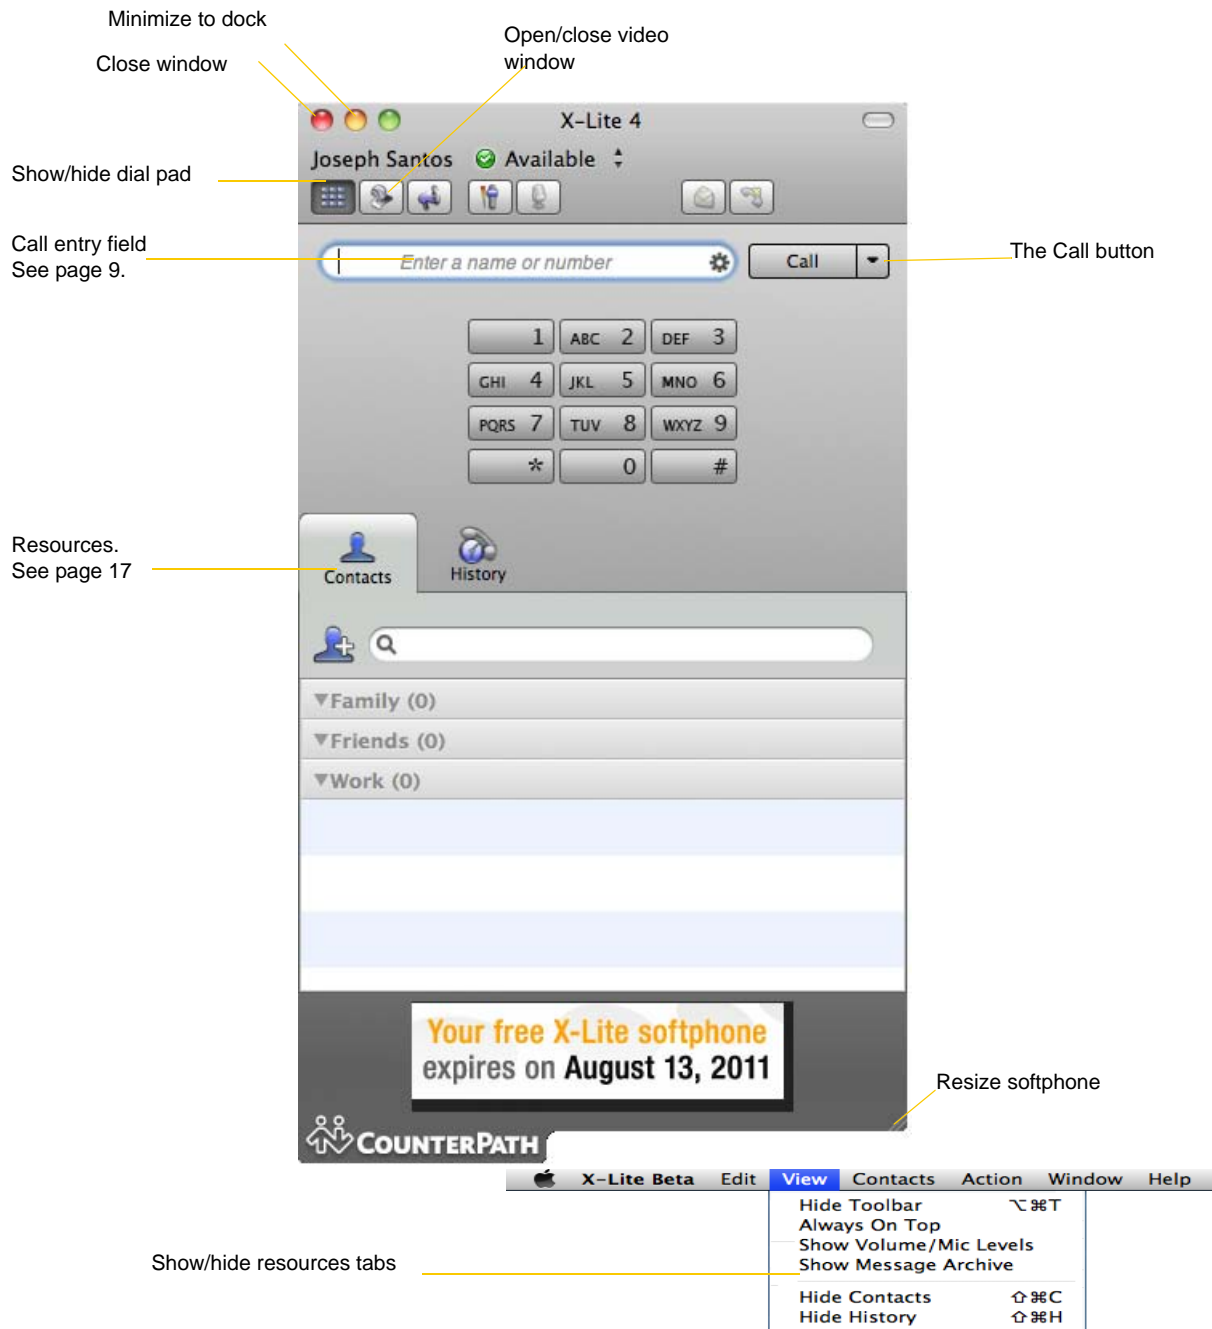 Minimize to dock
Open/close video
window
Close window
X-Lite 4
Joseph Santos Available
Show/hide dial pad
Call entry field
See page 9.
Enter a name or number
Call
The Call button
1 ABC 2 DEF 3
GHI 4 JKL 5 MNO 6
PQRS 7 TUV 8 WXYZ 9
* 0 #
Resources.
See page 17
Contacts
History
▼Family (0)
▼Friends (0)
▼Work (0)
Your free X-Lite softphone
expires on August 13, 2011
Resize softphone
COUNTERPATH
X-Lite Beta Edit View Contacts Action Window Help
Hide Toolbar ⌥⌘T
Always On Top
Show Volume/Mic Levels
Show Message Archive
Show/hide resources tabs
Hide Contacts ⇧⌘C
Hide History ⇧⌘H